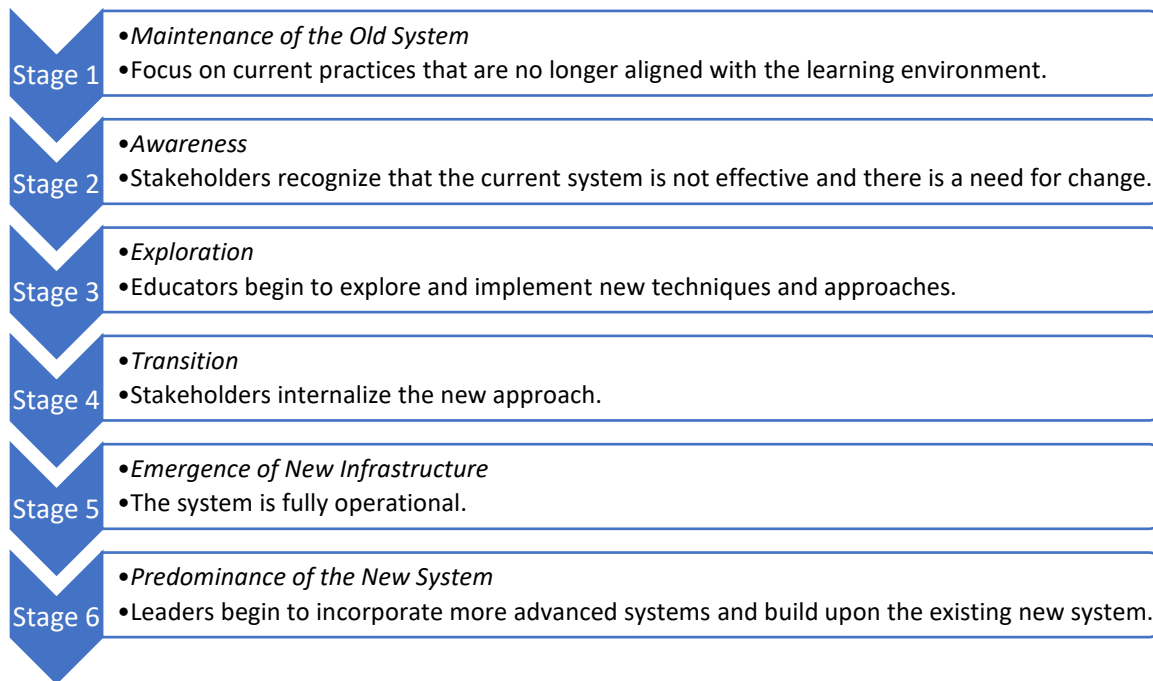 Stage 1
•Maintenance of the Old System
•Focus on current practices that are no longer aligned with the learning environment.
Stage 2
•Awareness
•Stakeholders recognize that the current system is not effective and there is a need for change.
Stage 3
•Exploration
•Educators begin to explore and implement new techniques and approaches.
Stage 4
•Transition
•Stakeholders internalize the new approach.
Stage 5
•Emergence of New Infrastructure
•The system is fully operational.
Stage 6
•Predominance of the New System
•Leaders begin to incorporate more advanced systems and build upon the existing new system.